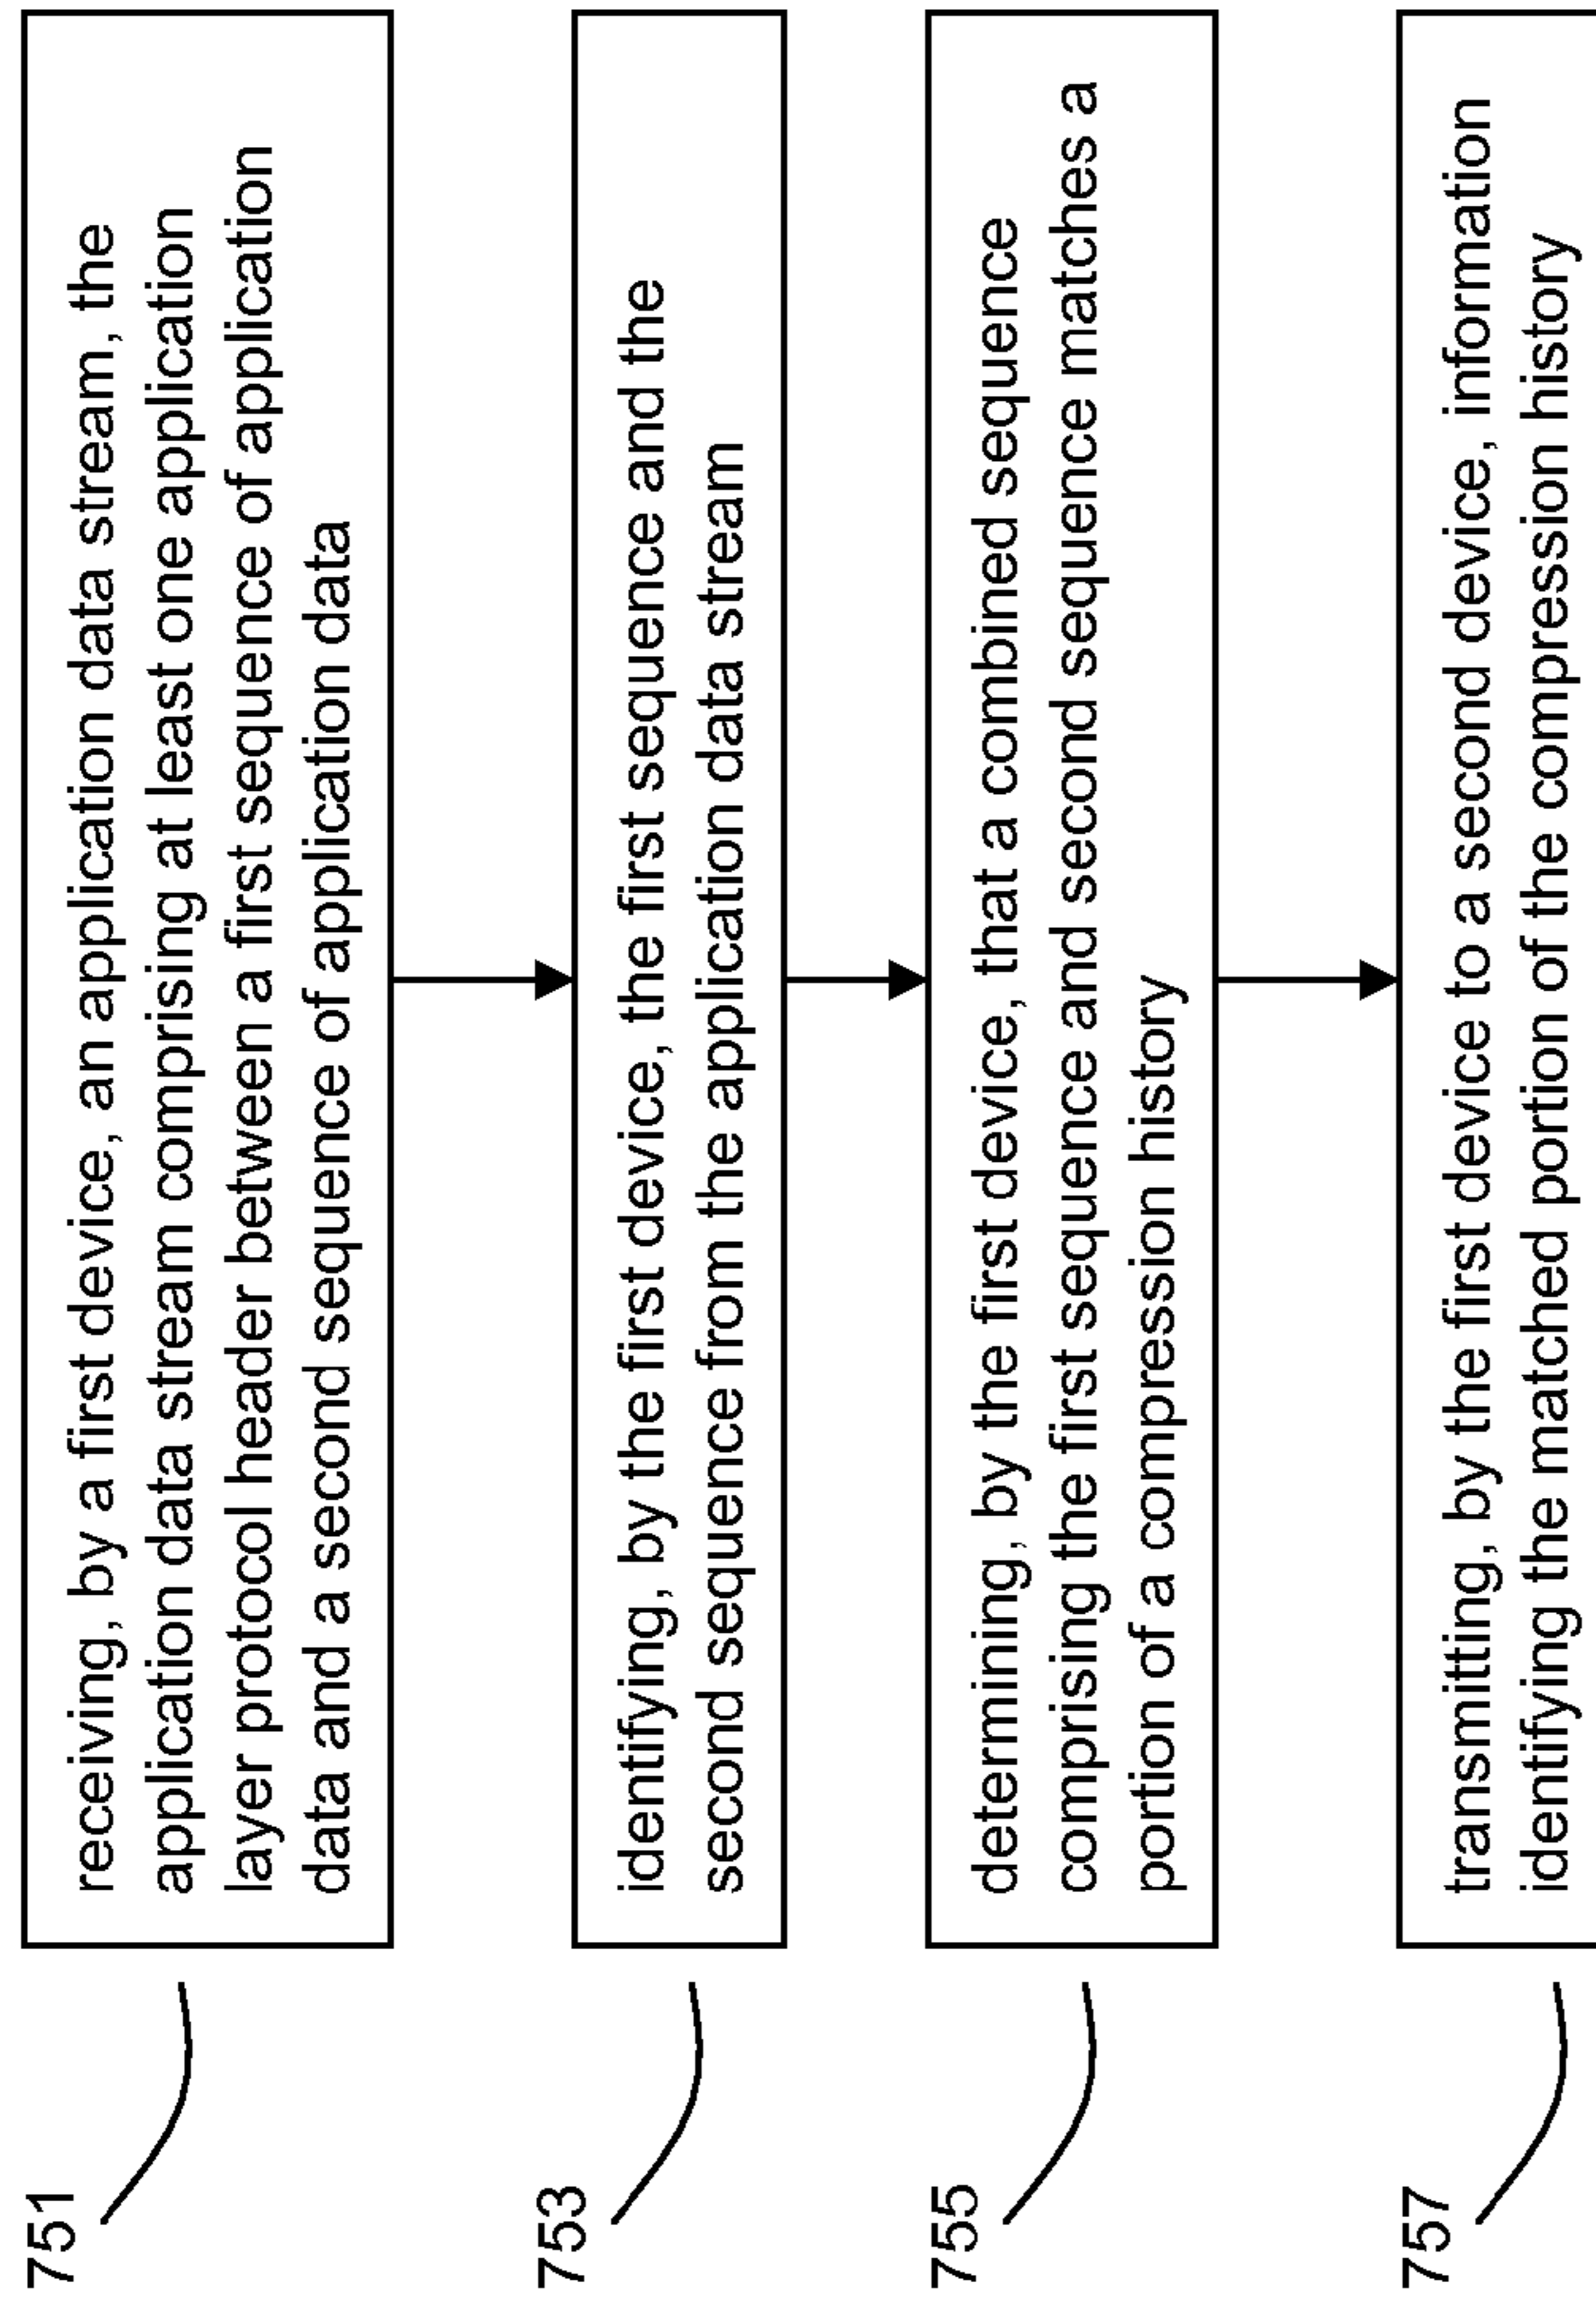 751
receiving, by a first device, an application data stream, the
application data stream comprising at least one application
layer protocol header between a first sequence of application
data and a second sequence of application data
753
identifying, by the first device, the first sequence and the
second sequence from the application data stream
755
determining, by the first device, that a combined sequence
comprising the first sequence and second sequence matches a
portion of a compression history
757
transmitting, by the first device to a second device, information
identifying the matched portion of the compression history